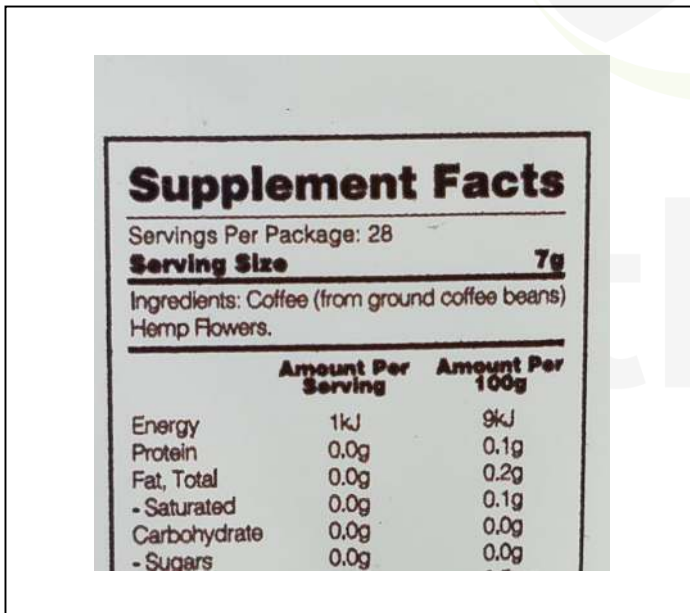 Supplement Facts
Servings Per Package: 28
Serving Size 7g
Ingredients: Coffee (from ground coffee beans)
Hemp Flowers.
Amount Per Serving Amount Per 100g
Energy 1kJ 9kJ
Protein 0.0g 0.1g
Fat, Total 0.0g 0.2g
- Saturated 0.0g 0.1g
Carbohydrate 0.0g 0.0g
- Sugars 0.0g 0.0g